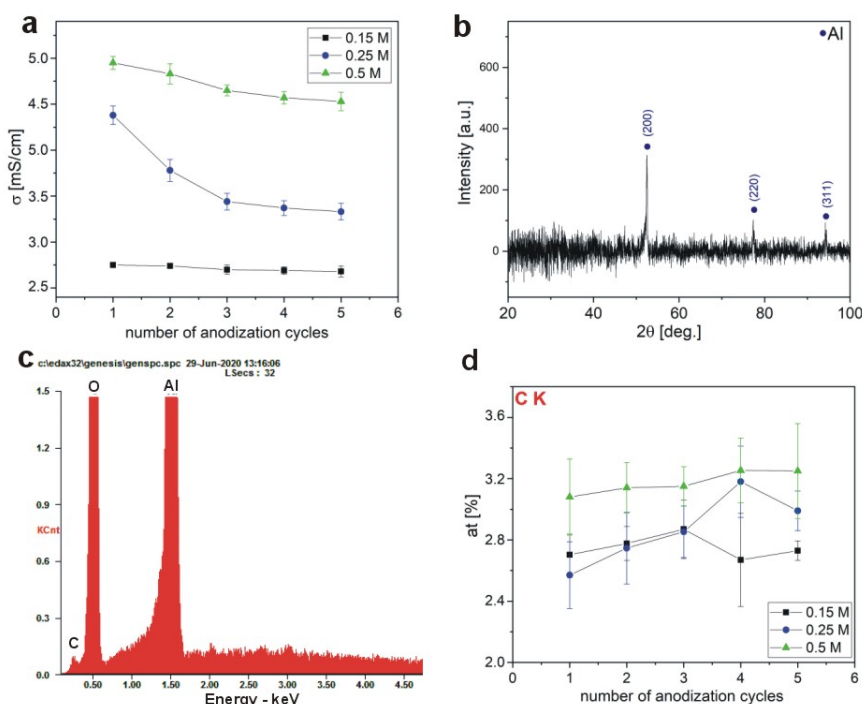 a
σ [mS/cm]
5.0
4.5
5.0
3.5
2.75
2.5
0 1 2 3 4 5 6
number of anodization cycles
0.15 M
0.25 M
0.5 M
b
Intensity [a.u.]
600
400
200
0
20 40 60 80 100
2θ [deg.]
Al
(200)
(220)
(311)
c
c:\edax32\genesis\genspc.spc 29-Jun-2020 13:16:06
LSecs : 32
1.5
1.2
0.9
KCnt
0.6
0.3
0.0
C
O
Al
0.50 1.00 1.50 2.00 2.50 3.00 3.50 4.00 4.50
Energy - keV
d
C K
at [%]
3.6
3.2
2.8
2.4
2.0
0 1 2 3 4 5 6
number of anodization cycles
0.15 M
0.25 M
0.5 M